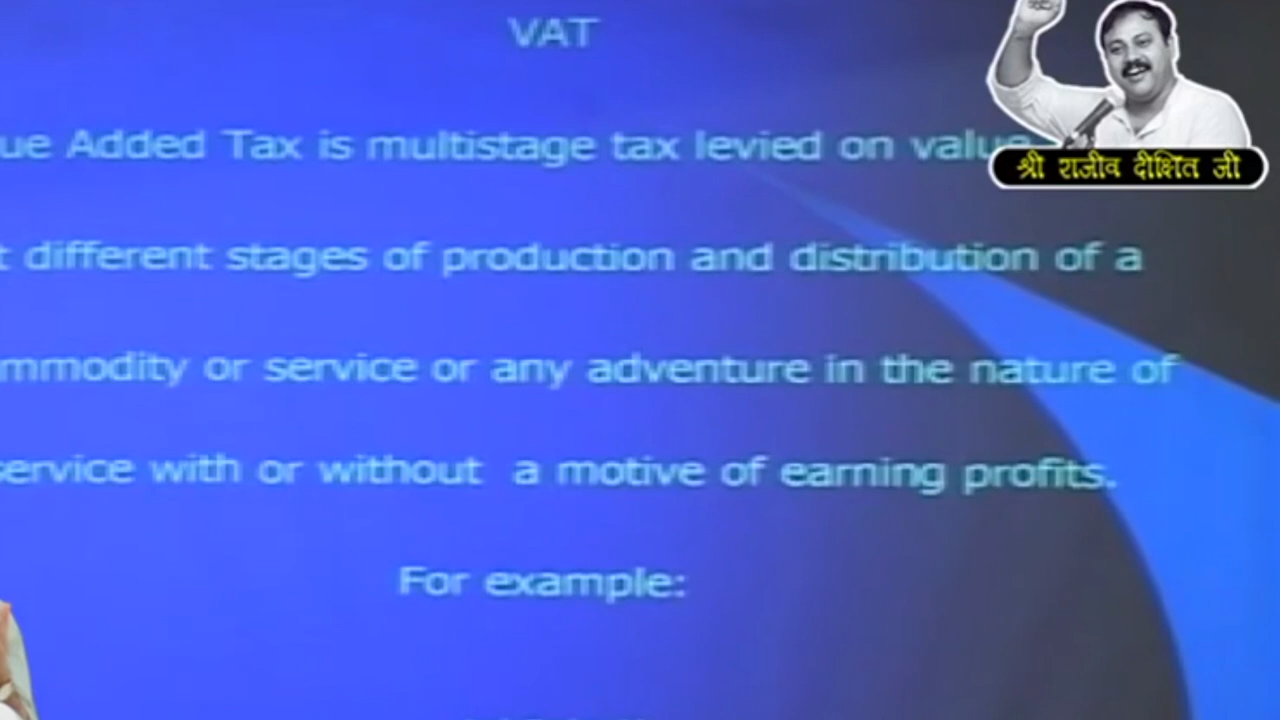 VAT
ue Added Tax is multistage tax levied on value
श्री राजीव दीक्षित जी
t different stages of production and distribution of a
mmodity or service or any adventure in the nature of
service with or without a motive of earning profits.
For example: